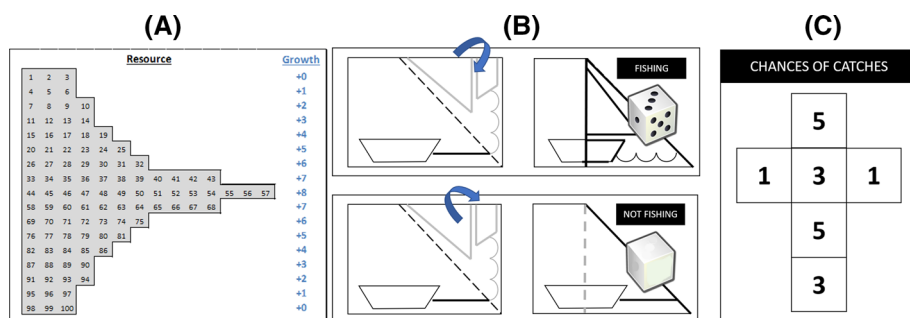 (A)
Resource Growth
1 2 3 +0
4 5 6 +1
7 8 9 10 +2
11 12 13 14 +3
15 16 17 18 19 +4
20 21 22 23 24 25 +5
26 27 28 29 30 31 32 +6
33 34 35 36 37 38 39 40 41 42 43 +7
44 45 46 47 48 49 50 51 52 53 54 55 56 57 +8
58 59 60 61 62 63 64 65 66 67 68 +7
69 70 71 72 73 74 75 +6
76 77 78 79 80 81 +5
82 83 84 85 86 +4
87 88 89 90 +3
91 92 93 94 +2
95 96 97 +1
98 99 100 +0
(B)
FISHING
NOT FISHING
(C)
CHANCES OF CATCHES
5
1 3 1
5
3